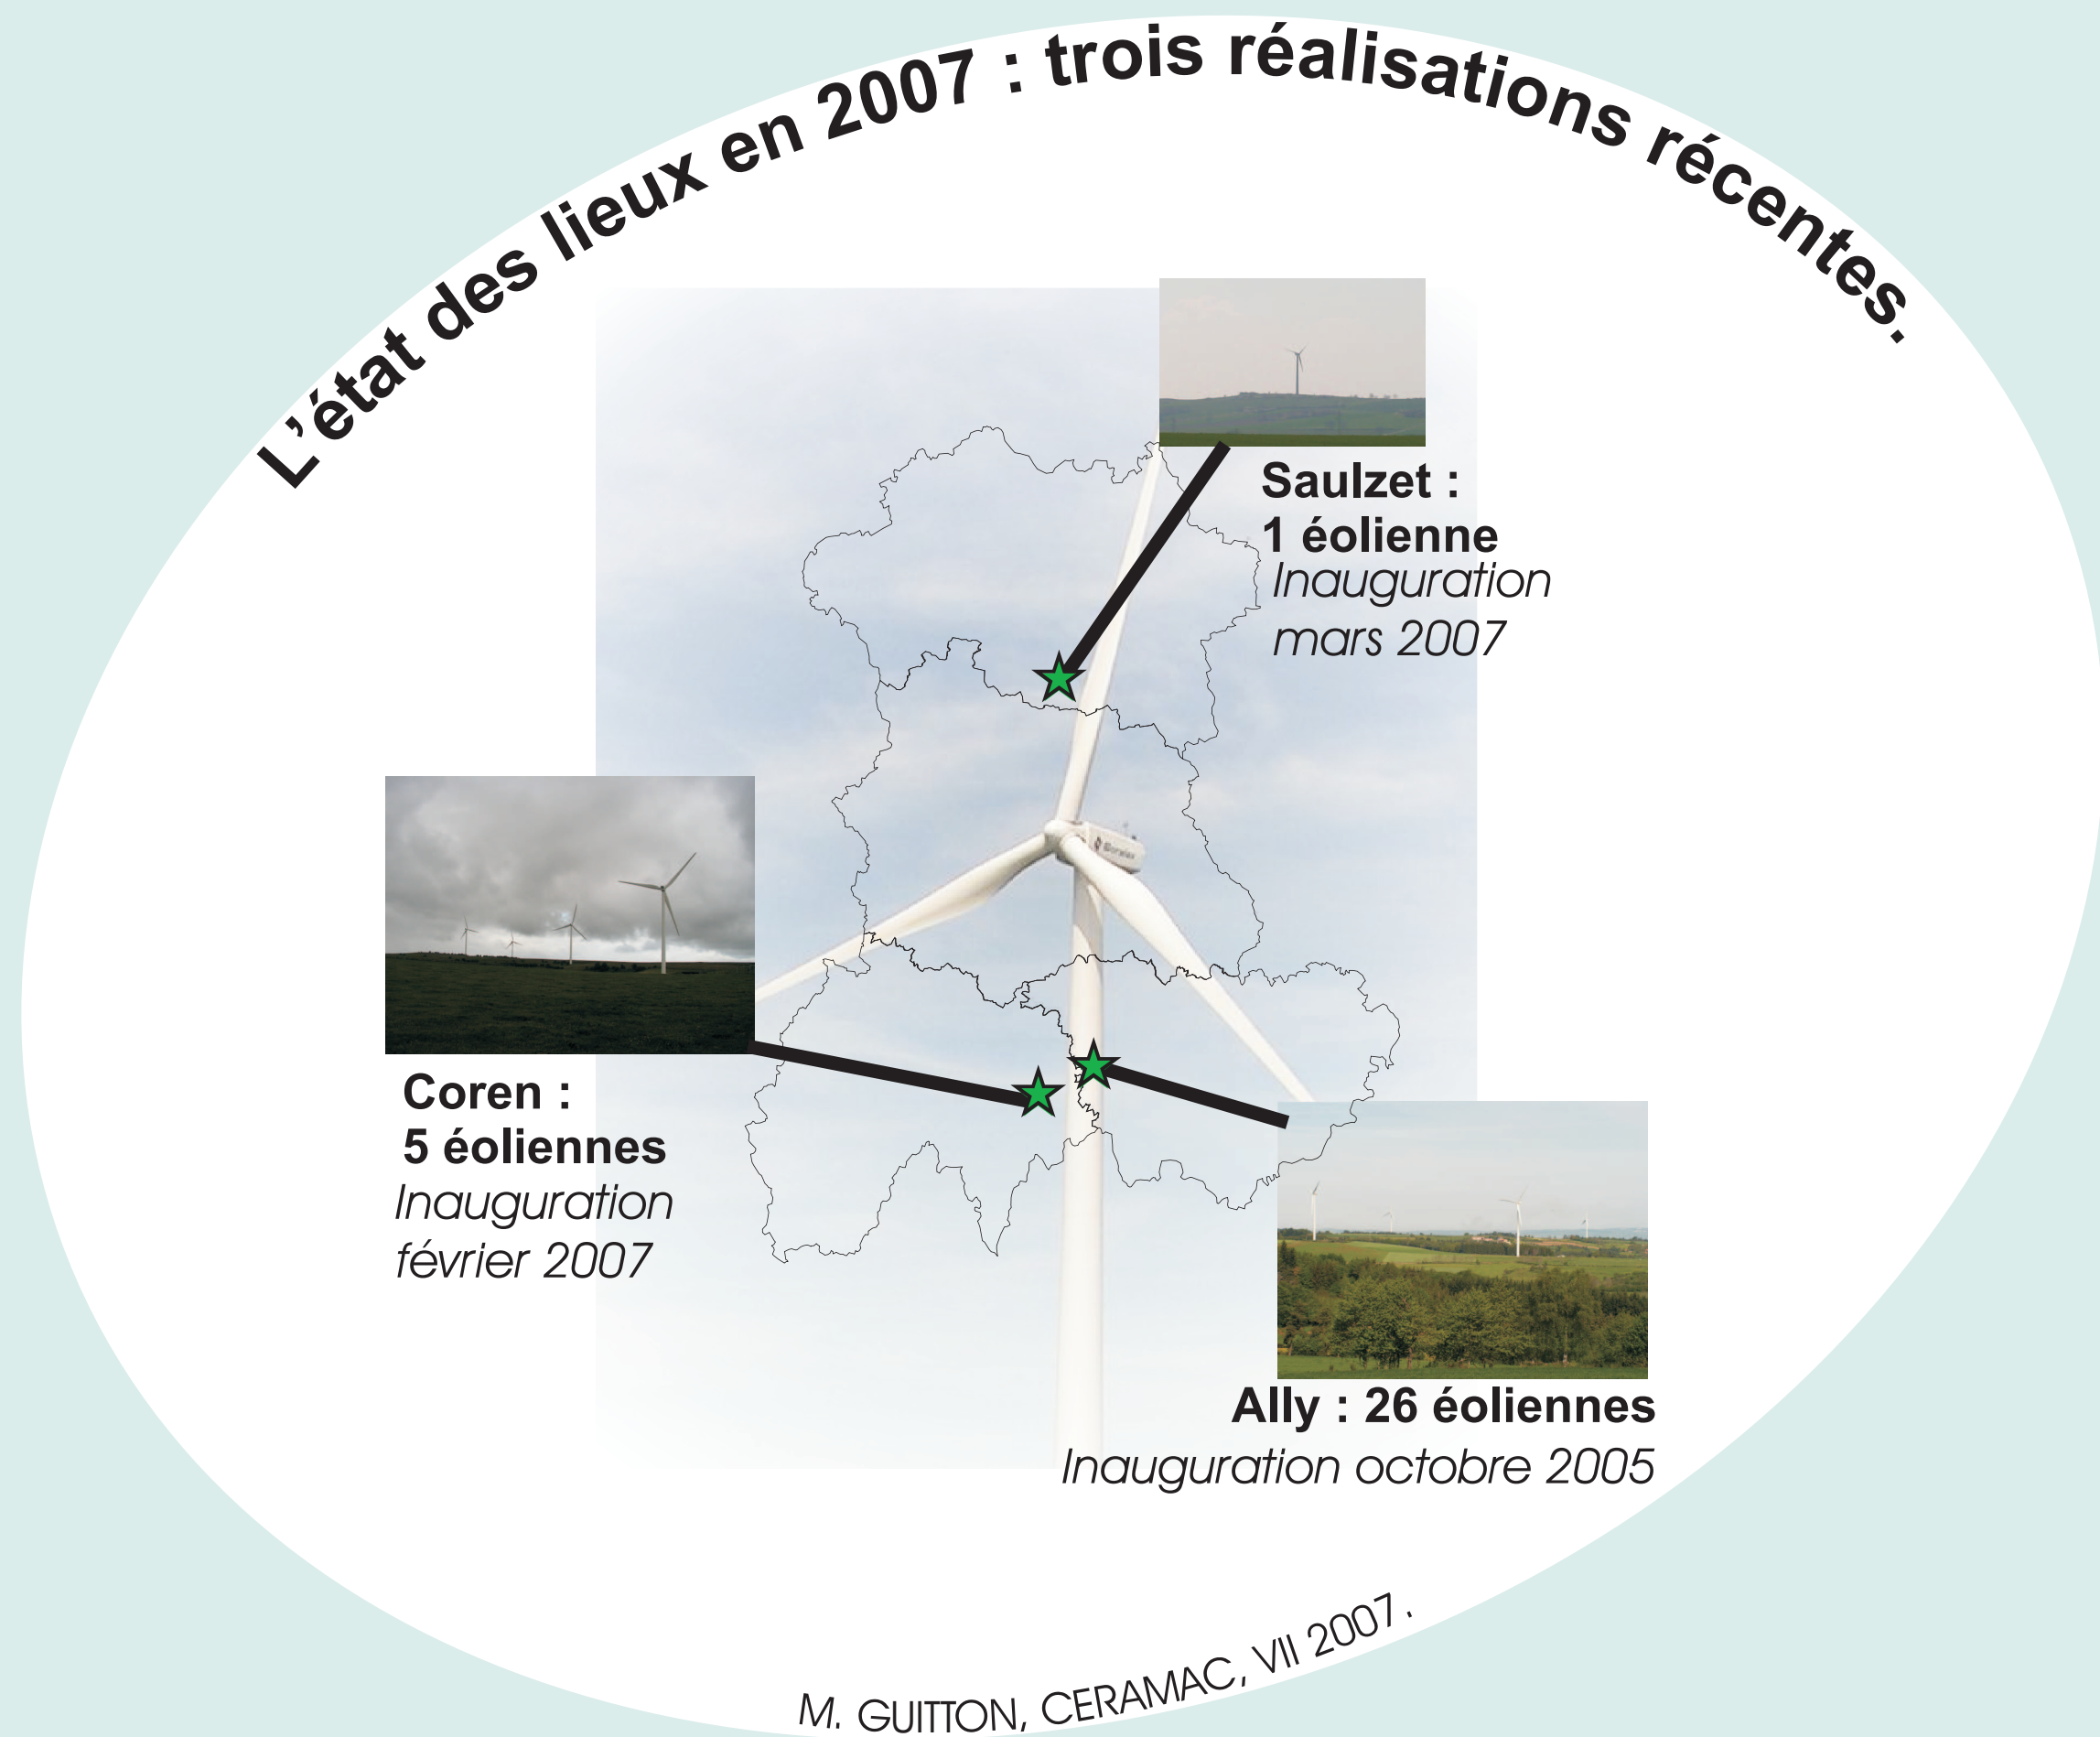 L'état des lieux en 2007 : trois réalisations récentes.
Saulzet :
1 éolienne
Inauguration
mars 2007
Coren :
5 éoliennes
Inauguration
février 2007
Ally : 26 éoliennes
Inauguration octobre 2005
M. GUITTON, CERAMAC, VII 2007.